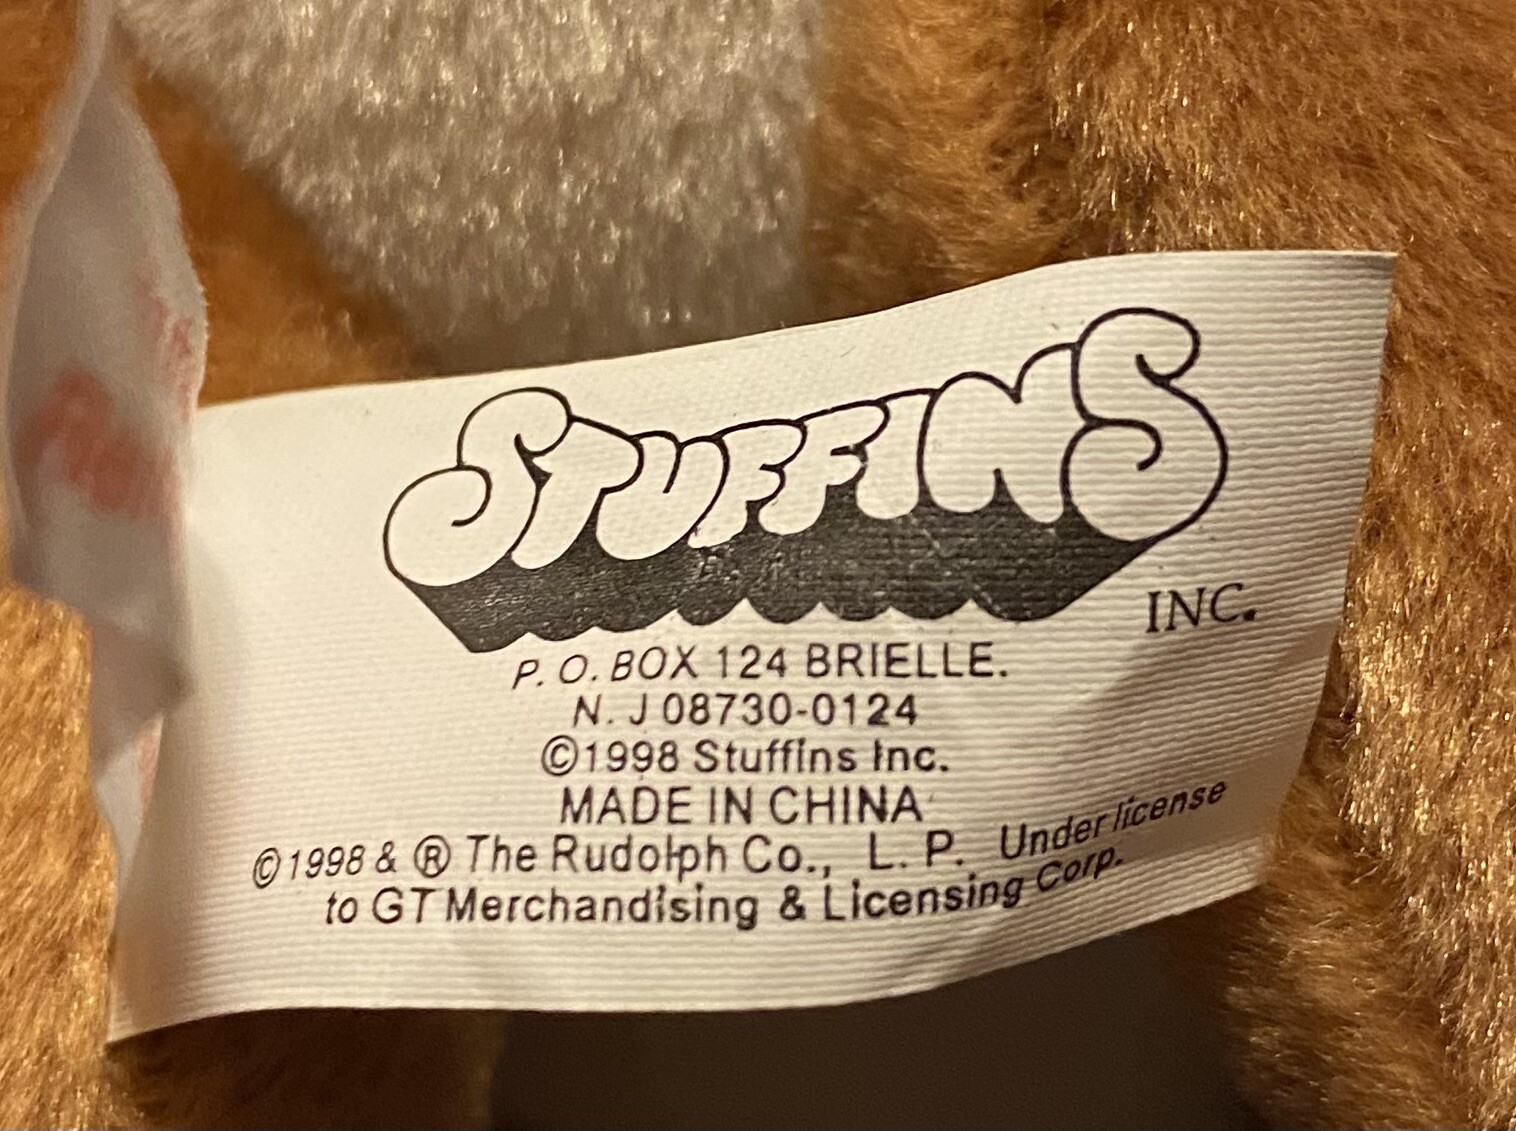 STUFFINS
INC.
P. O. BOX 124 BRIELLE.
N. J 08730-0124
©1998 Stuffins Inc.
MADE IN CHINA
©1998 & ® The Rudolph Co., L. P. Under license
to GT Merchandising & Licensing Corp.